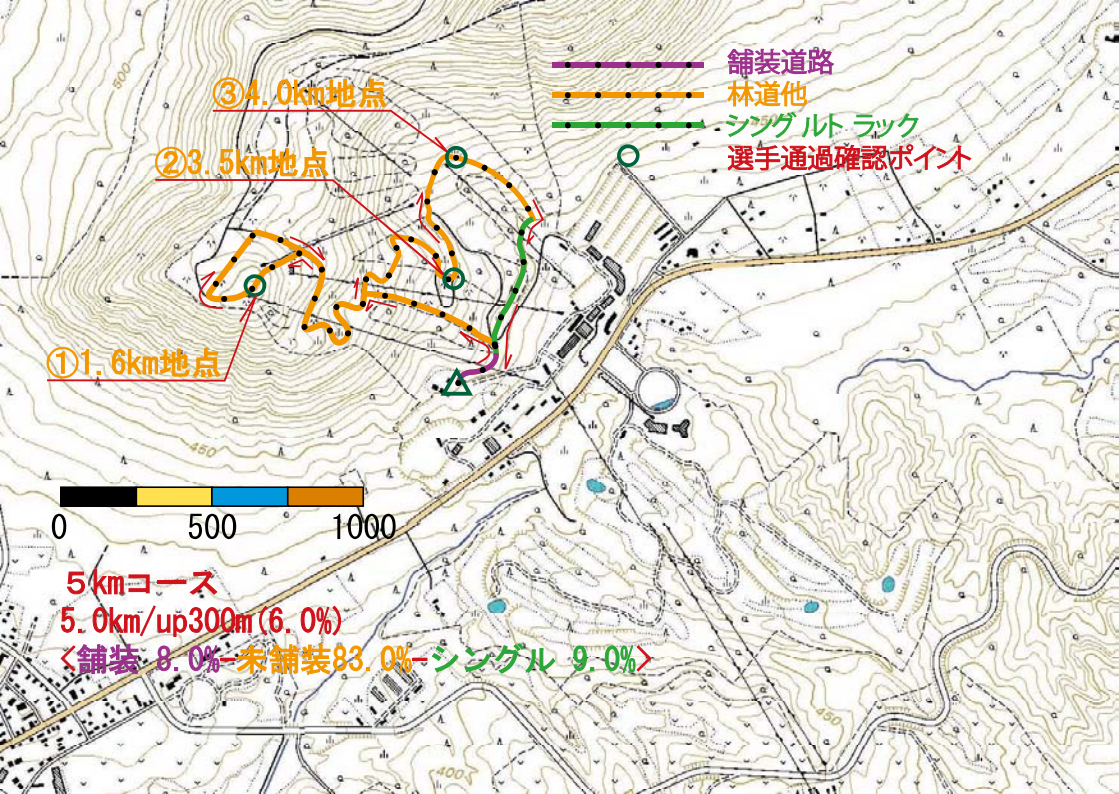 舗装道路
林道他
シングルトラック
選手通過確認ポイント
③4.0km地点
②3.5km地点
①1.6km地点
500
450
450
0 500 1000
5kmコース
5.0km/up300m(6.0%)
<舗装 8.0%-未舗装83.0%-シングル 9.0%>
450
400